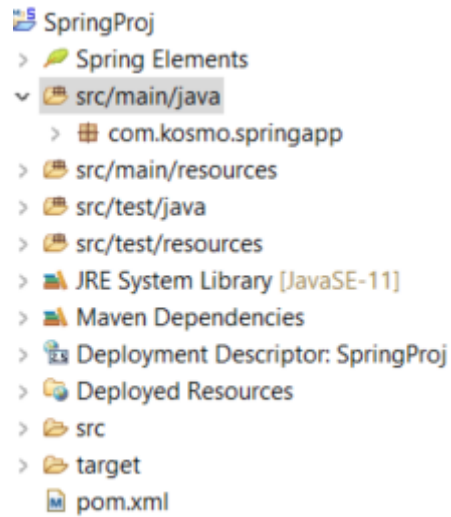 SpringProj
Spring Elements
src/main/java
com.kosmo.springapp
src/main/resources
src/test/java
src/test/resources
JRE System Library [JavaSE-11]
Maven Dependencies
Deployment Descriptor: SpringProj
Deployed Resources
src
target
pom.xml